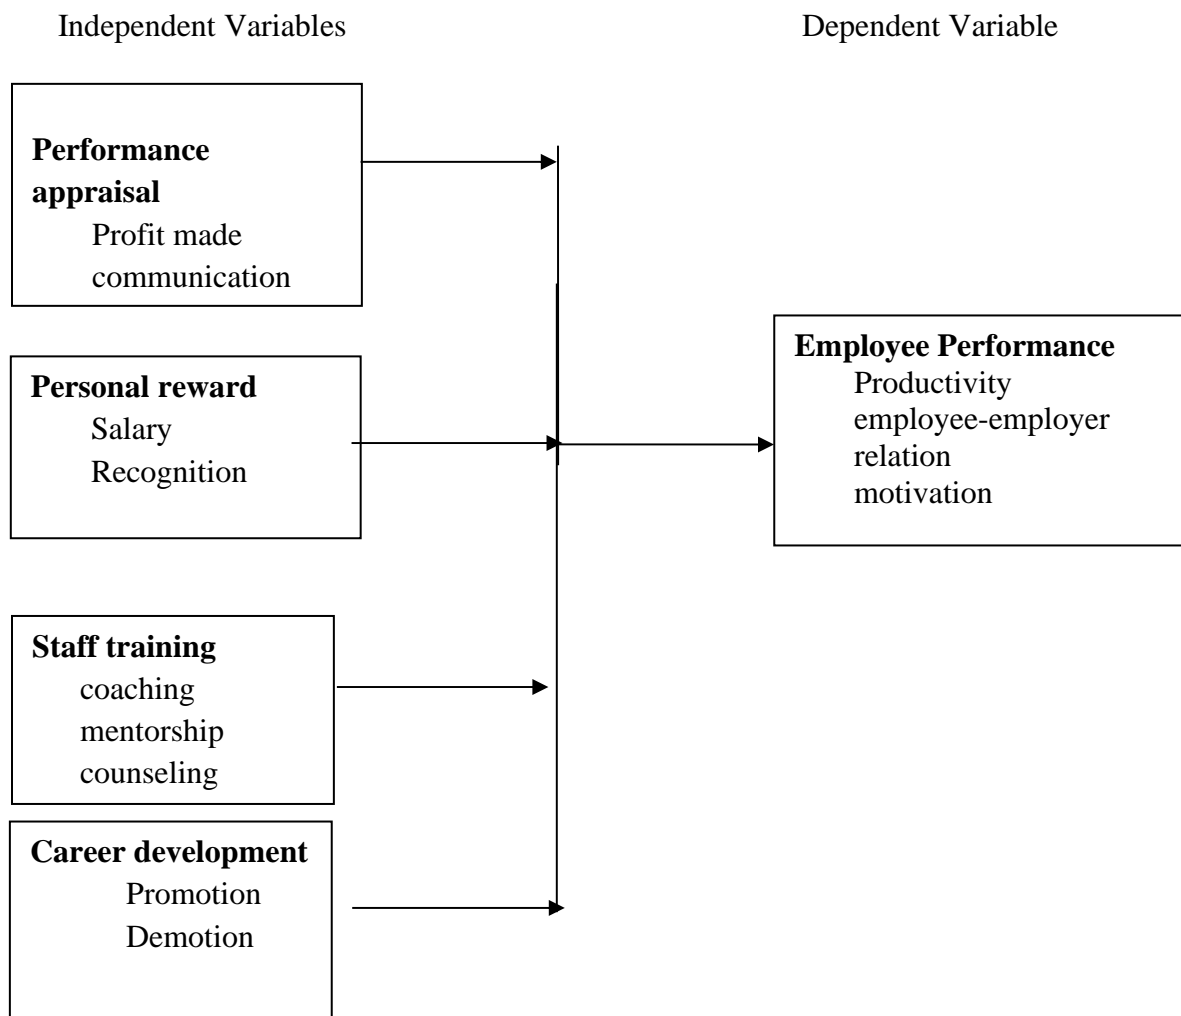 Independent Variables
Dependent Variable
Performance
appraisal
Profit made
communication
Personal reward
Salary
Recognition
Staff training
coaching
mentorship
counseling
Career development
Promotion
Demotion
Employee Performance
Productivity
employee-employer
relation
motivation